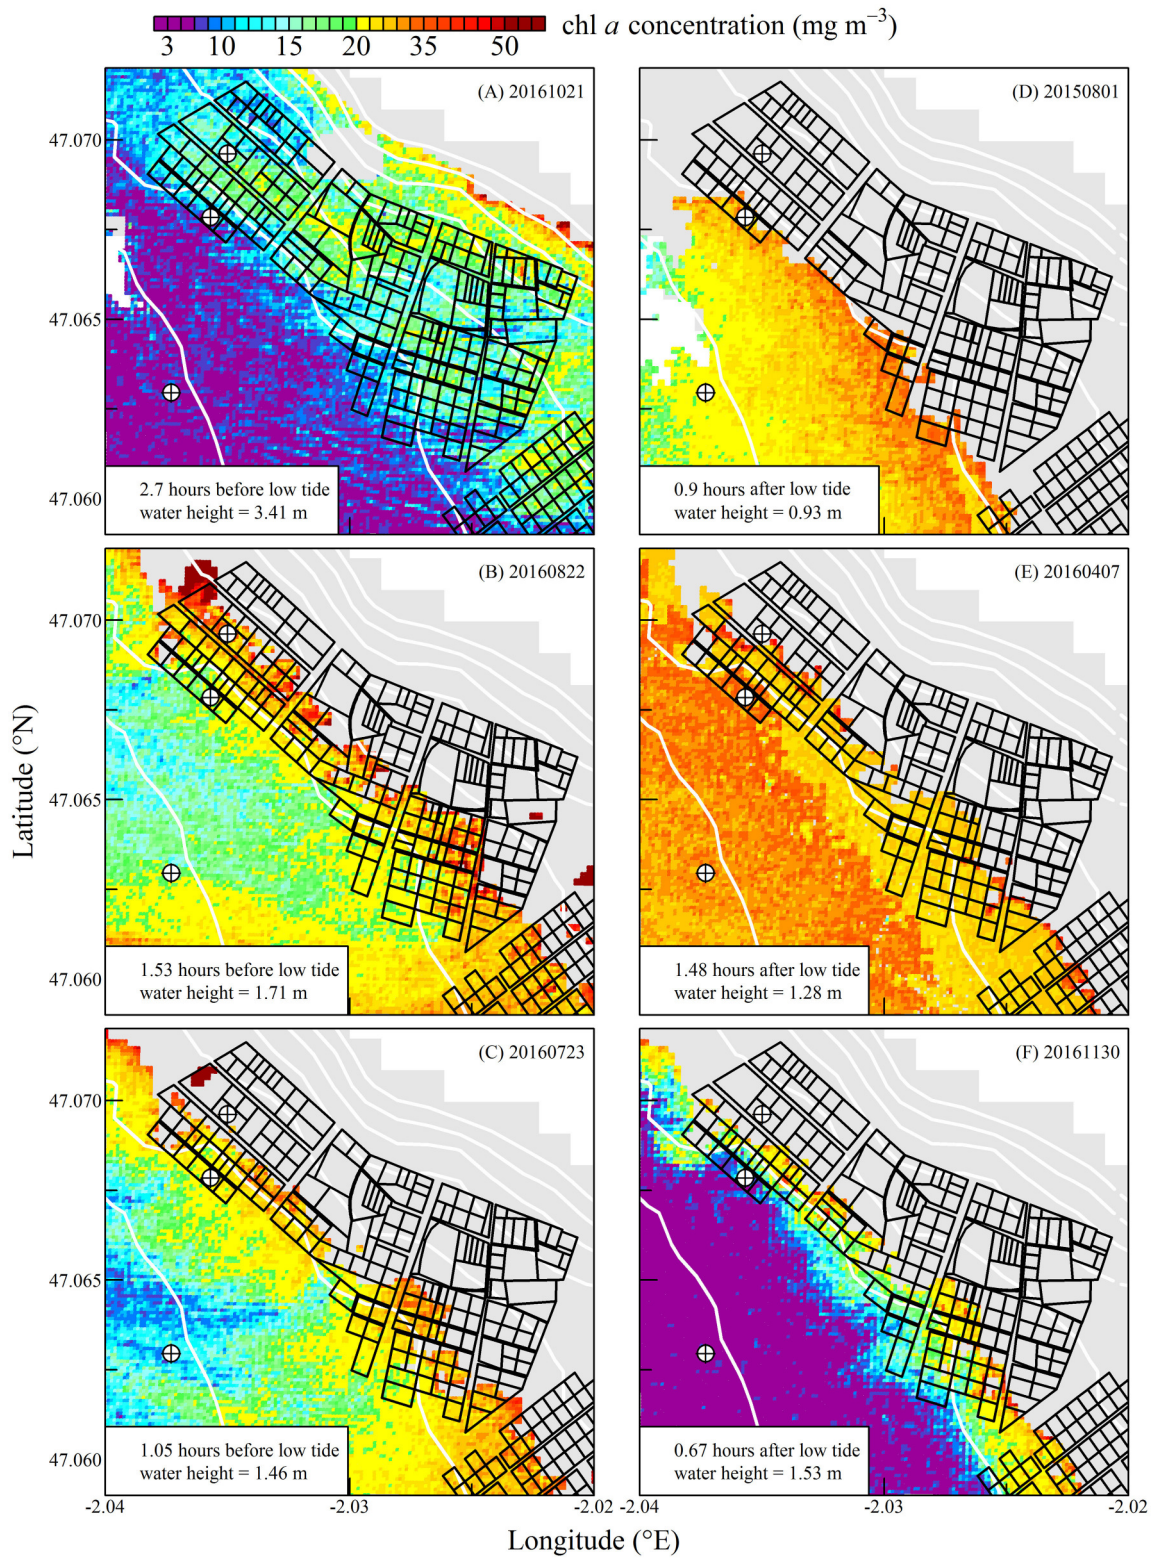 chl a concentration (mg m⁻³)
3 10 15 20 35 50
(A) 20161021
47.070
47.065
47.060
2.7 hours before low tide
water height = 3.41 m
(D) 20150801
0.9 hours after low tide
water height = 0.93 m
(B) 20160822
47.070
47.065
47.060
1.53 hours before low tide
water height = 1.71 m
(E) 20160407
1.48 hours after low tide
water height = 1.28 m
Latitude (°N)
(C) 20160723
47.070
47.065
47.060
1.05 hours before low tide
water height = 1.46 m
(F) 20161130
0.67 hours after low tide
water height = 1.53 m
-2.04 -2.03 -2.02
-2.04 -2.03 -2.02
Longitude (°E)